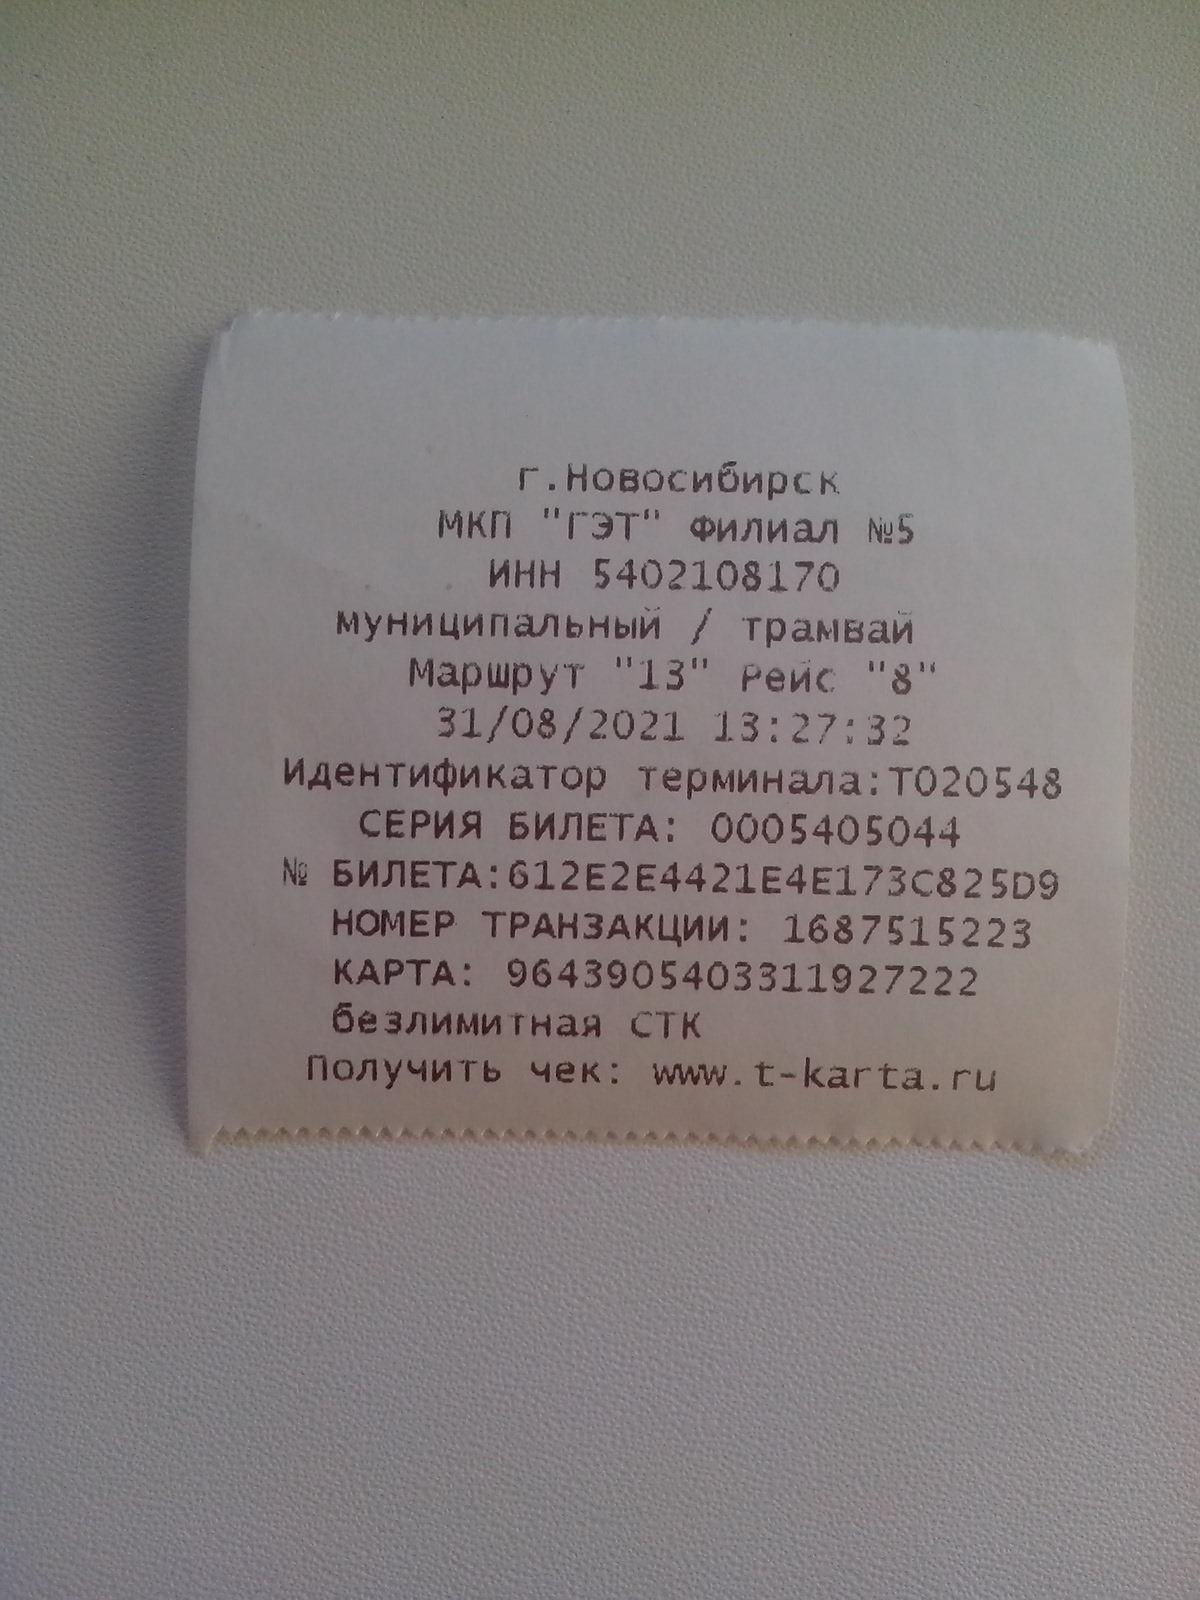 г.Новосибирск
МКП "ГЭТ" Филиал №5
ИНН 5402108170
муниципальный / трамвай
Маршрут "13" Рейс "8"
31/08/2021 13:27:32
Идентификатор терминала:T020548
СЕРИЯ БИЛЕТА: 0005405044
№ БИЛЕТА:612E2E4421E4E173C825D9
НОМЕР ТРАНЗАКЦИИ: 1687515223
КАРТА: 9643905403311927222
безлимитная СТК
Получить чек: www.t-karta.ru